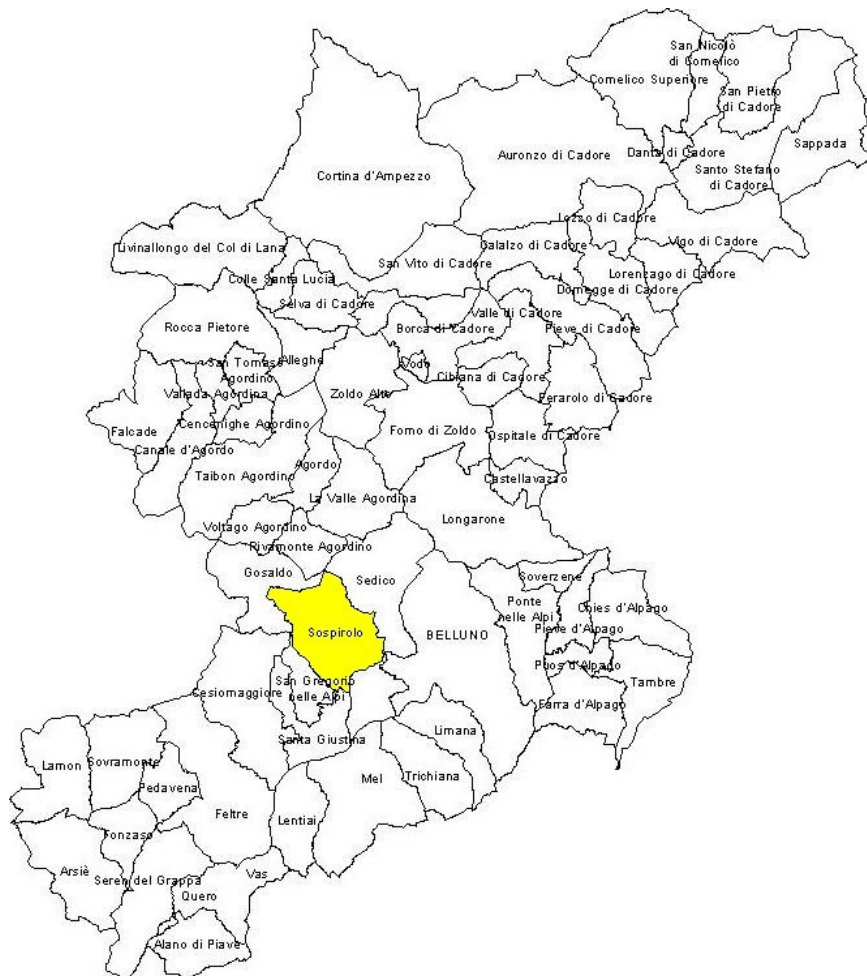 San Nicolò
di Comelico
Comelico Superiore
San Pietro
di Cadore
Sappada
Danta di Cadore
Auronzo di Cadore
Santo Stefano
di Cadore
Cortina d'Ampezzo
Lozzo di Cadore
Vigo di Cadore
Livinallongo del Col di Lana
Calalzo di Cadore
San Vito di Cadore
Lorenzago di Cadore
Colle Santa Lucia
Domegge di Cadore
Selva di Cadore
Valle di Cadore
Rocca Pietore
Borca di Cadore
Pieve di Cadore
San Tomaso
Agordino
Alleghe
Vodo
Cibiana di Cadore
Vallada Agordina
Zoldo Alto
Perarolo di Cadore
Cencenighe Agordino
Falcade
Forno di Zoldo
Ospitale di Cadore
Canale d'Agordo
Agordo
Taibon Agordino
Castellavazzo
La Valle Agordina
Longarone
Voltago Agordino
Rivamonte Agordino
Gosaldo
Sedico
Soverzene
Ponte
nelle Alpi
Chies d'Alpago
Sospirolo
BELLUNO
Pieve d'Alpago
Puos d'Alpago
San Gregorio
nelle Alpi
Tambre
Cesiomaggiore
Farra d'Alpago
Limana
Santa Giustina
Sovramonte
Lamon
Mel
Trichiana
Pedavena
Feltre
Lentiai
Fonzaso
Arsiè
Seren del Grappa
Vas
Quero
Alano di Piave